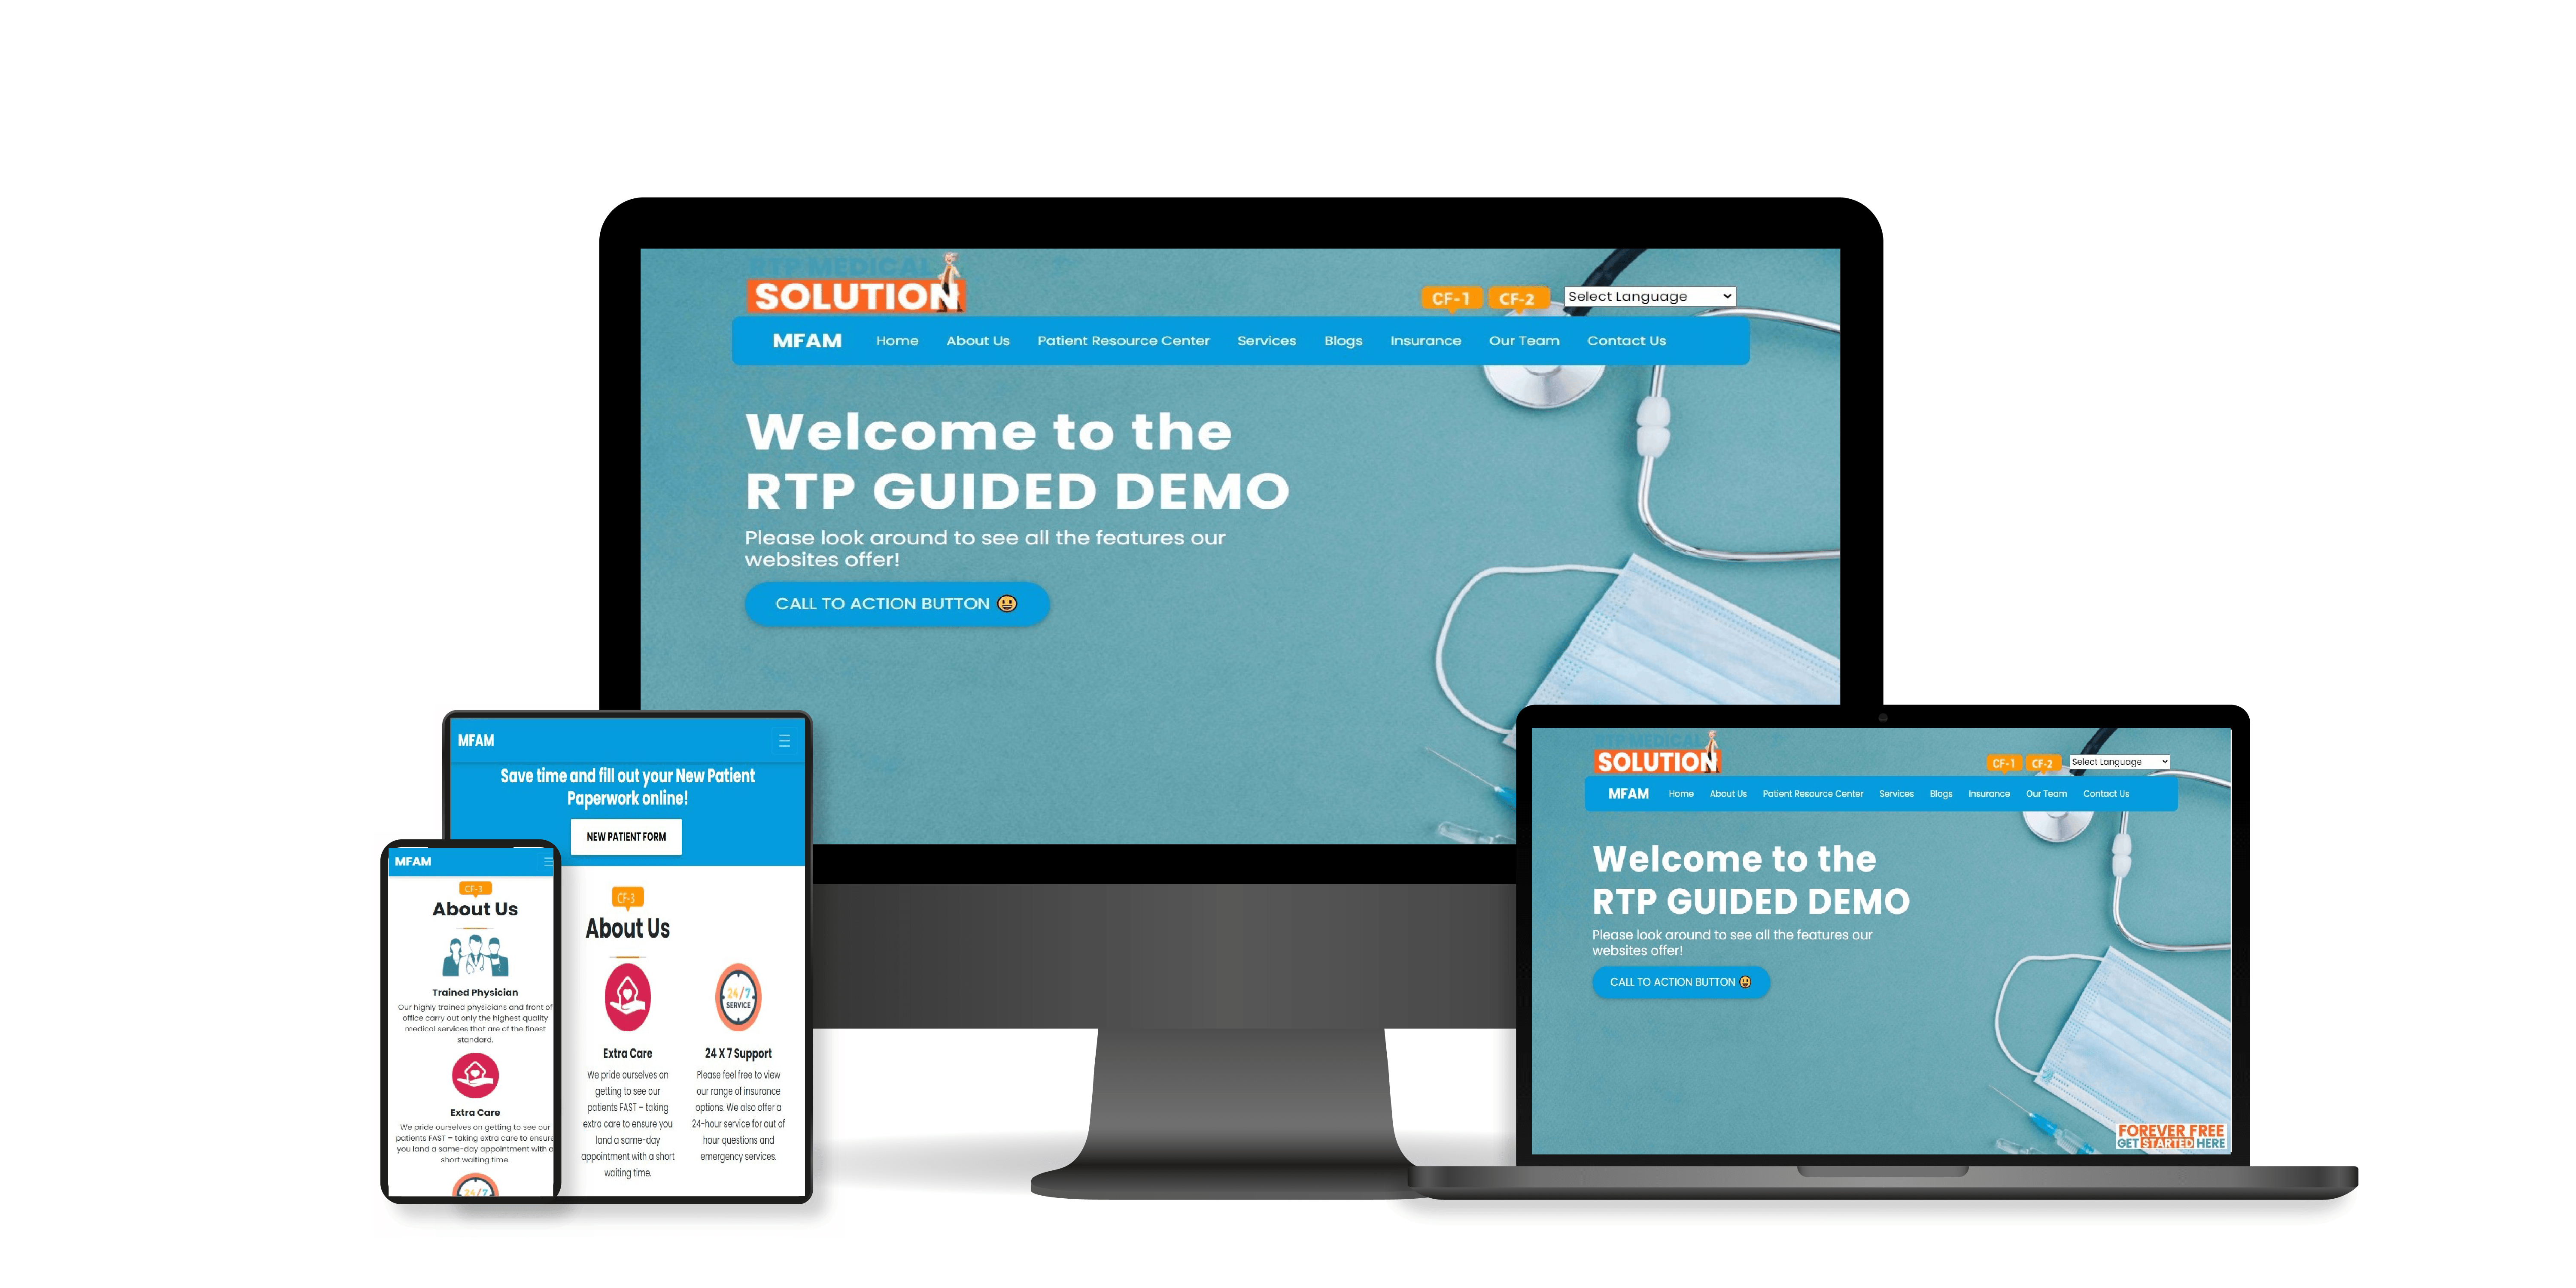 RTP MEDICAL
SOLUTION
CF-1 CF-2 Select Language
MFAM Home About Us Patient Resource Center Services Blogs Insurance Our Team Contact Us
Welcome to the
RTP GUIDED DEMO
Please look around to see all the features our
websites offer!
CALL TO ACTION BUTTON
MFAM
Save time and fill out your New Patient
Paperwork online!
NEW PATIENT FORM
CF-3
About Us
24/7
SERVICE
Extra Care
We pride ourselves on
getting to see our
patients FAST – taking
extra care to ensure you
land a same-day
appointment with a short
waiting time.
24 X 7 Support
Please feel free to view
our range of insurance
options. We also offer a
24-hour service for out of
hour questions and
emergency services.
MFAM
CF-3
About Us
Trained Physician
Our highly trained physicians and front of
office carry out only the highest quality
medical services that are of the finest
standard.
Extra Care
We pride ourselves on getting to see our
patients FAST – taking extra care to ensure
you land a same-day appointment with a
short waiting time.
24/7
RTP MEDICAL
SOLUTION
CF-1 CF-2 Select Language
MFAM Home About Us Patient Resource Center Services Blogs Insurance Our Team Contact Us
Welcome to the
RTP GUIDED DEMO
Please look around to see all the features our
websites offer!
CALL TO ACTION BUTTON
FOREVER FREE
GET STARTED HERE